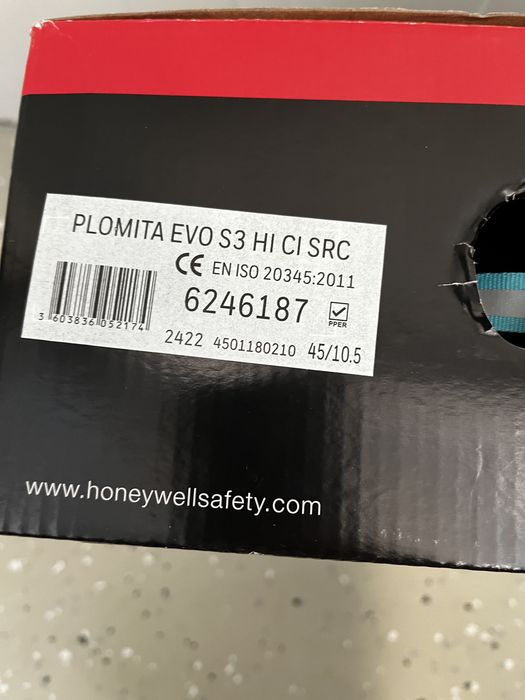 PLOMITA EVO S3 HI CI SRC
CE EN ISO 20345:2011
6246187
PPER
3 603836 052174
2422 4501180210 45/10.5
www.honeywellsafety.com